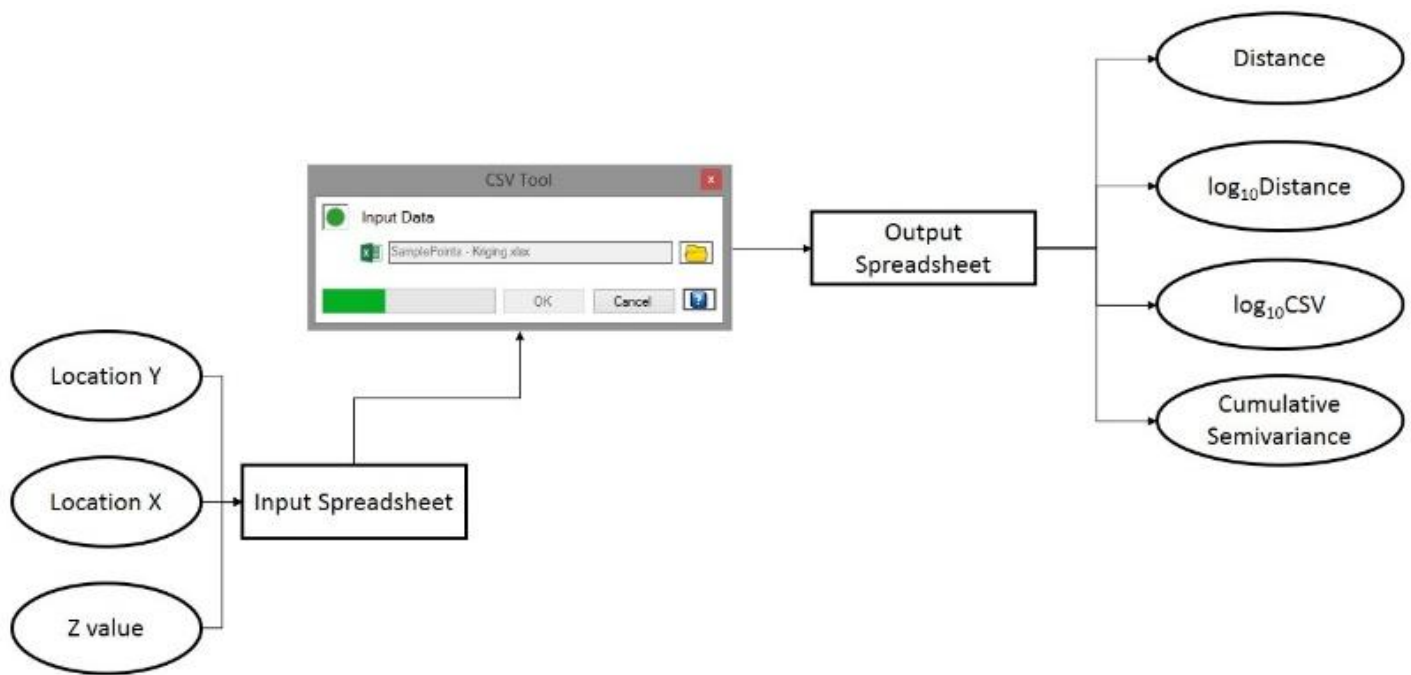 Distance
log₁₀Distance
log₁₀CSV
Cumulative
Semivariance
Output
Spreadsheet
CSV Tool
x
Input Data
SamplePoints - Kriging.xlsx
OK
Cancel
?
Location Y
Location X
Z value
Input Spreadsheet